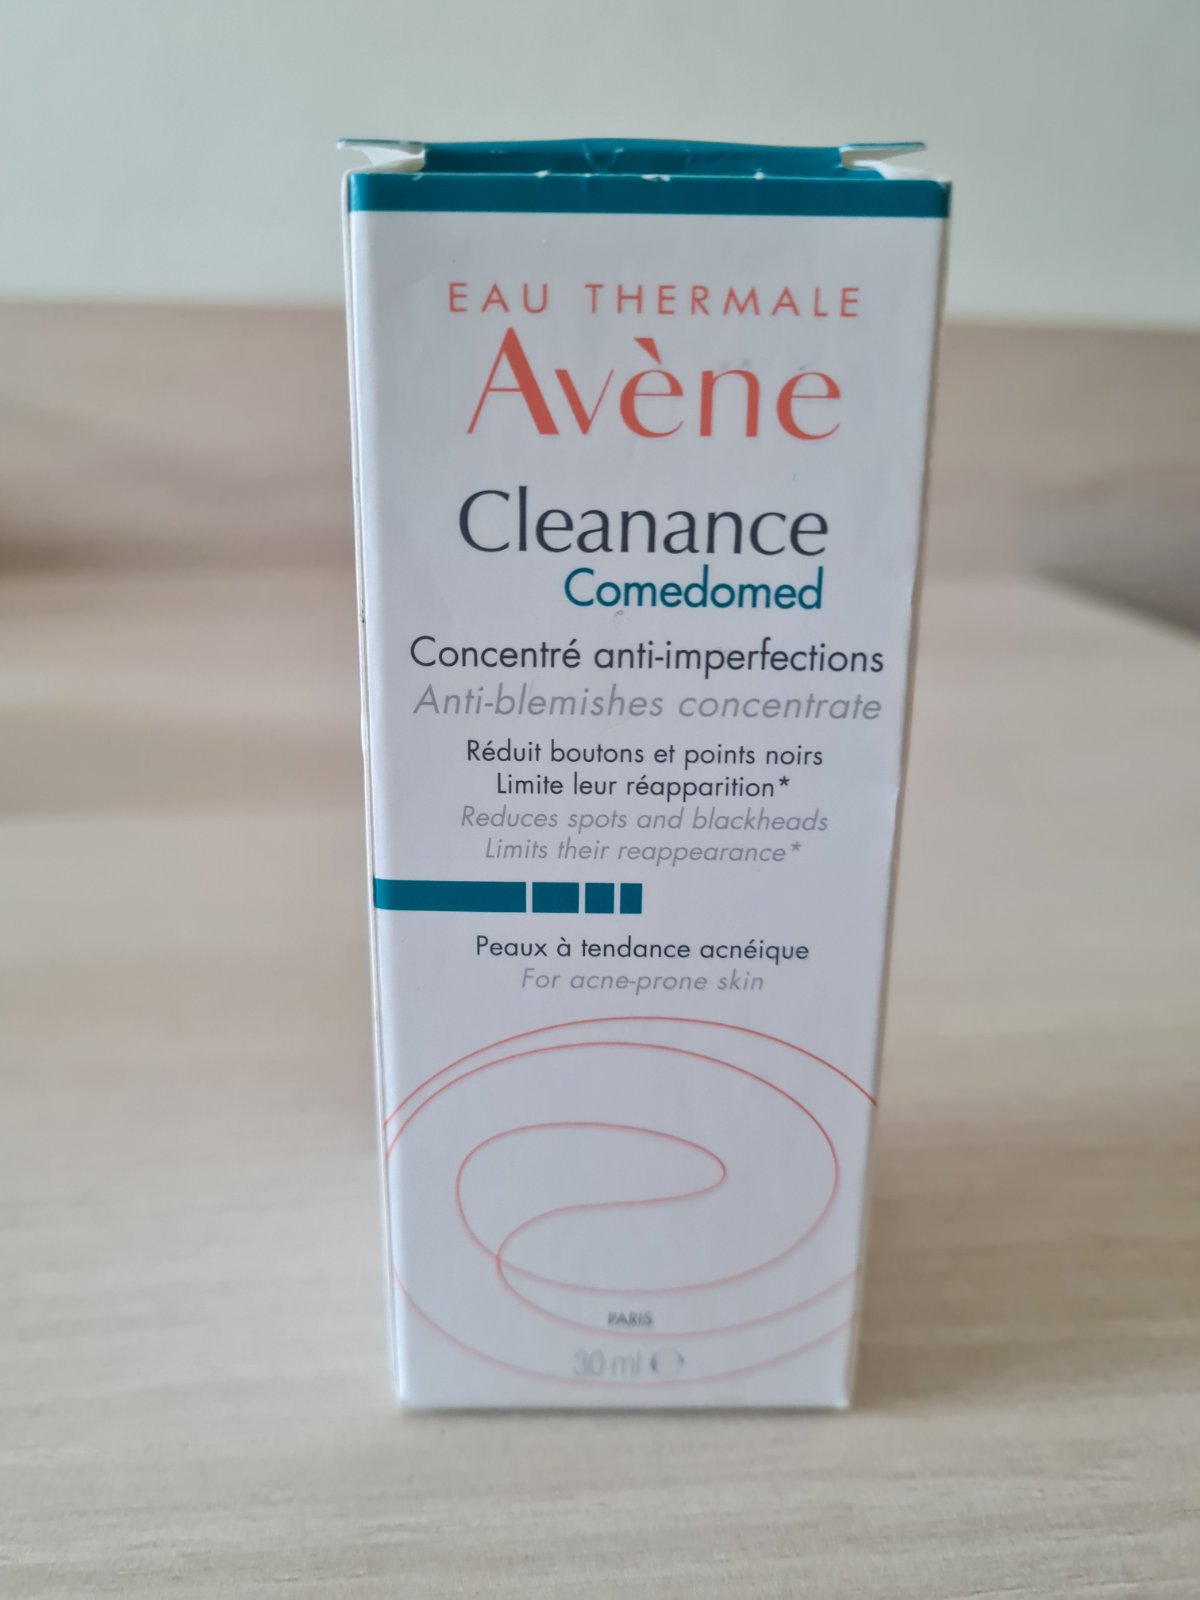 EAU THERMALE
Avène
Cleanance
Comedomed
Concentré anti-imperfections
Anti-blemishes concentrate
Réduit boutons et points noirs
Limite leur réapparition*
Reduces spots and blackheads
Limits their reappearance*
Peaux à tendance acnéique
For acne-prone skin
PARIS
30 ml ℮